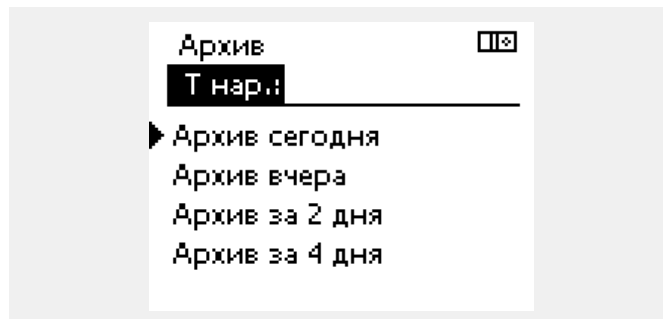 Архив
Т нар.:
Архив сегодня
Архив вчера
Архив за 2 дня
Архив за 4 дня